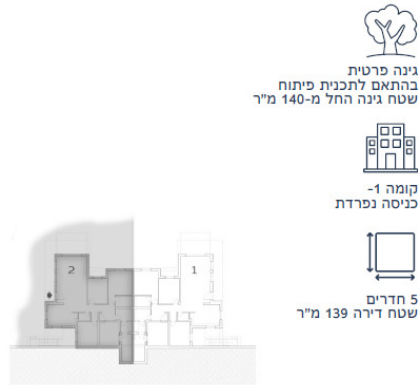 גינה פרטית
בהתאם לתכנית פיתוח
שטח גינה החל מ-140 מ"ר
קומה 1-
כניסה נפרדת
5 חדרים
שטח דירה 139 מ"ר
2
1